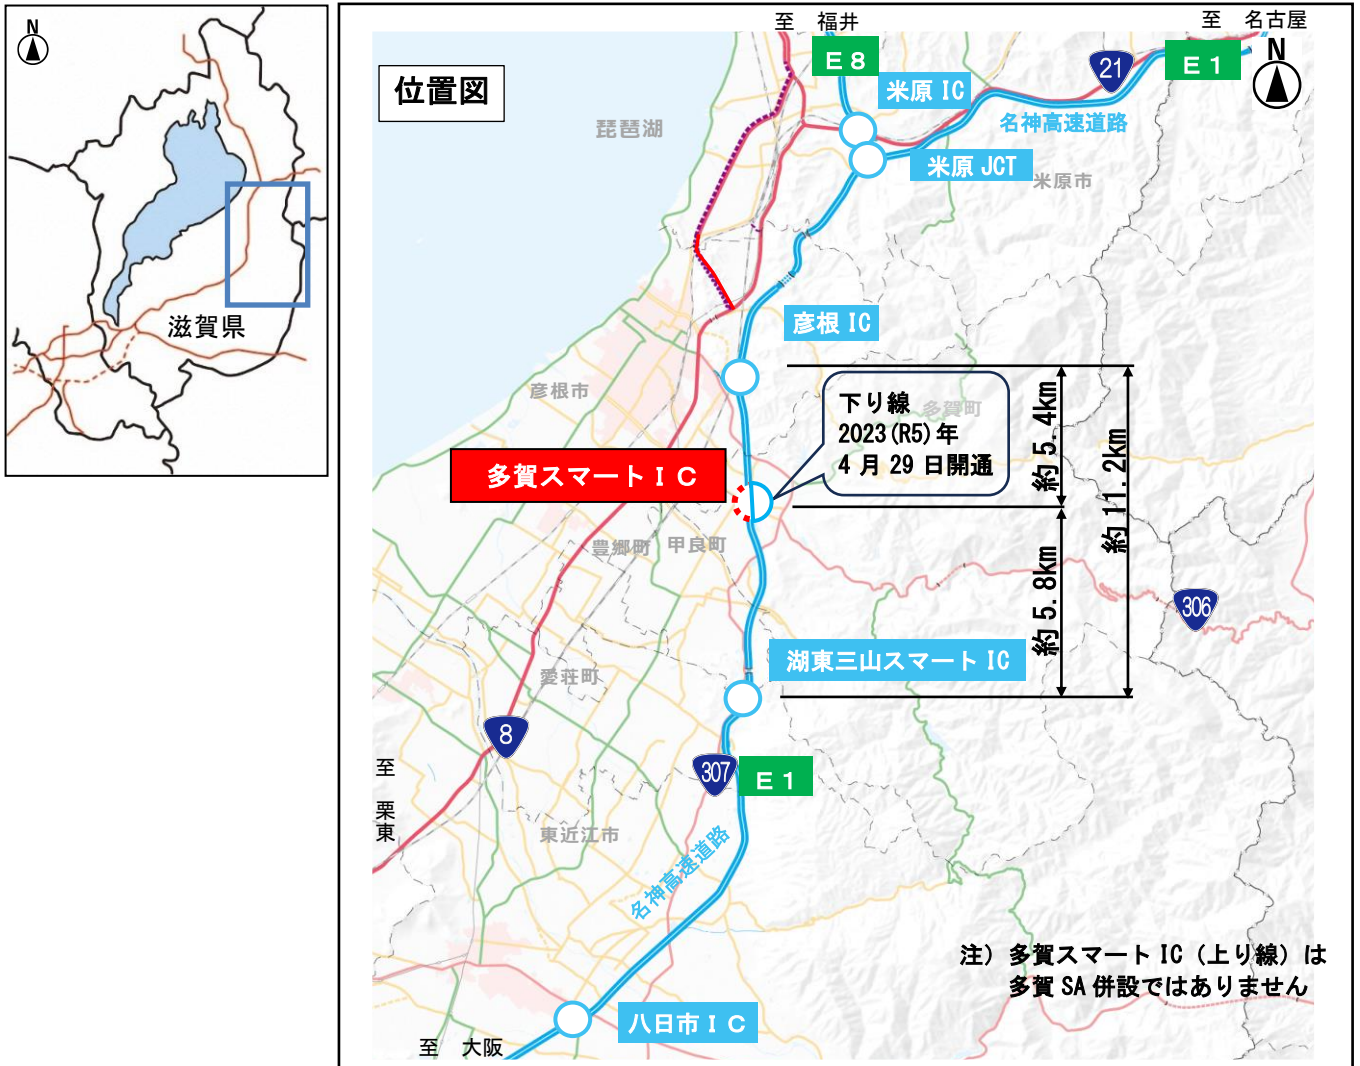 N
滋賀県
位置図
至 福井
至 名古屋
N
E8
21
E1
米原 IC
名神高速道路
琵琶湖
米原 JCT
米原市
彦根 IC
彦根市
下り線
2023(R5)年
4月29日開通
多賀町
約5.4km
約11.2km
多賀スマートIC
豊郷町
甲良町
約5.8km
306
湖東三山スマートIC
愛荘町
8
307
E1
至 栗東
東近江市
名神高速道路
注) 多賀スマートIC（上り線）は
多賀SA併設ではありません
八日市IC
至 大阪